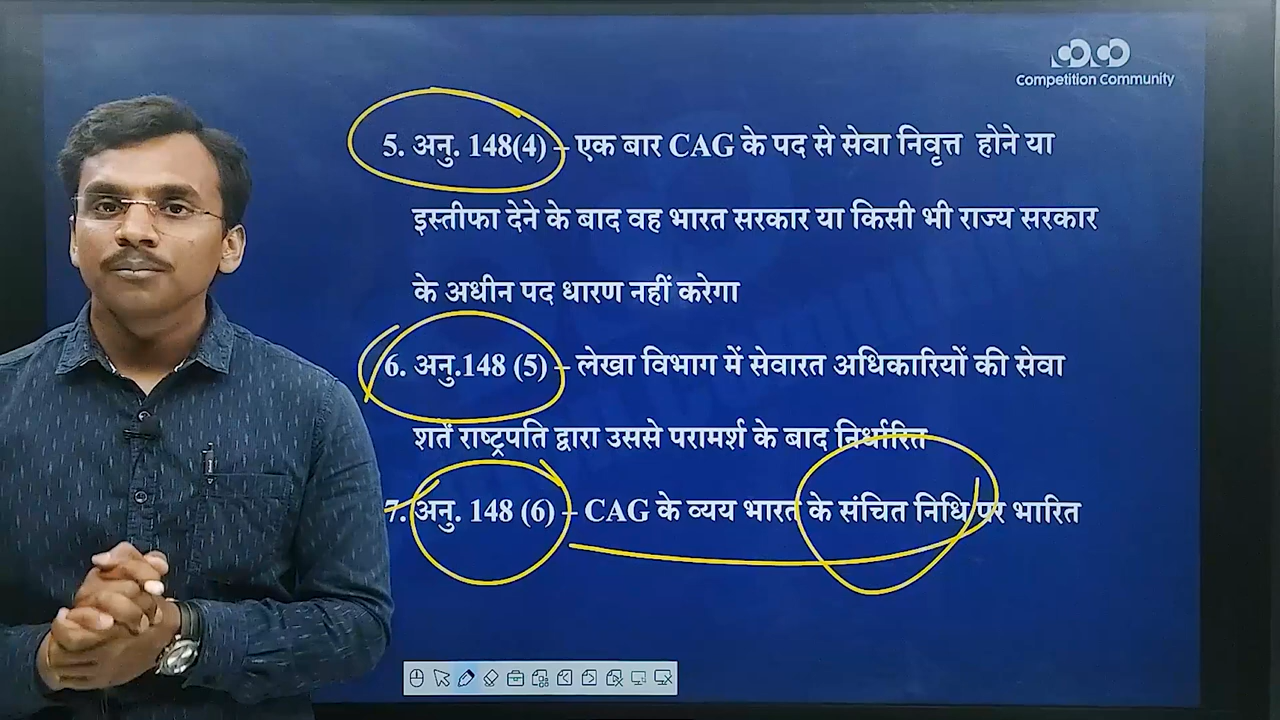 Competition Community
5. अनु. 148(4) – एक बार CAG के पद से सेवा निवृत्त होने या
इस्तीफा देने के बाद वह भारत सरकार या किसी भी राज्य सरकार
के अधीन पद धारण नहीं करेगा
6. अनु.148 (5) – लेखा विभाग में सेवारत अधिकारियों की सेवा
शर्ते राष्ट्रपति द्वारा उससे परामर्श के बाद निर्धारित
7. अनु. 148 (6) – CAG के व्यय भारत के संचित निधि पर भारित